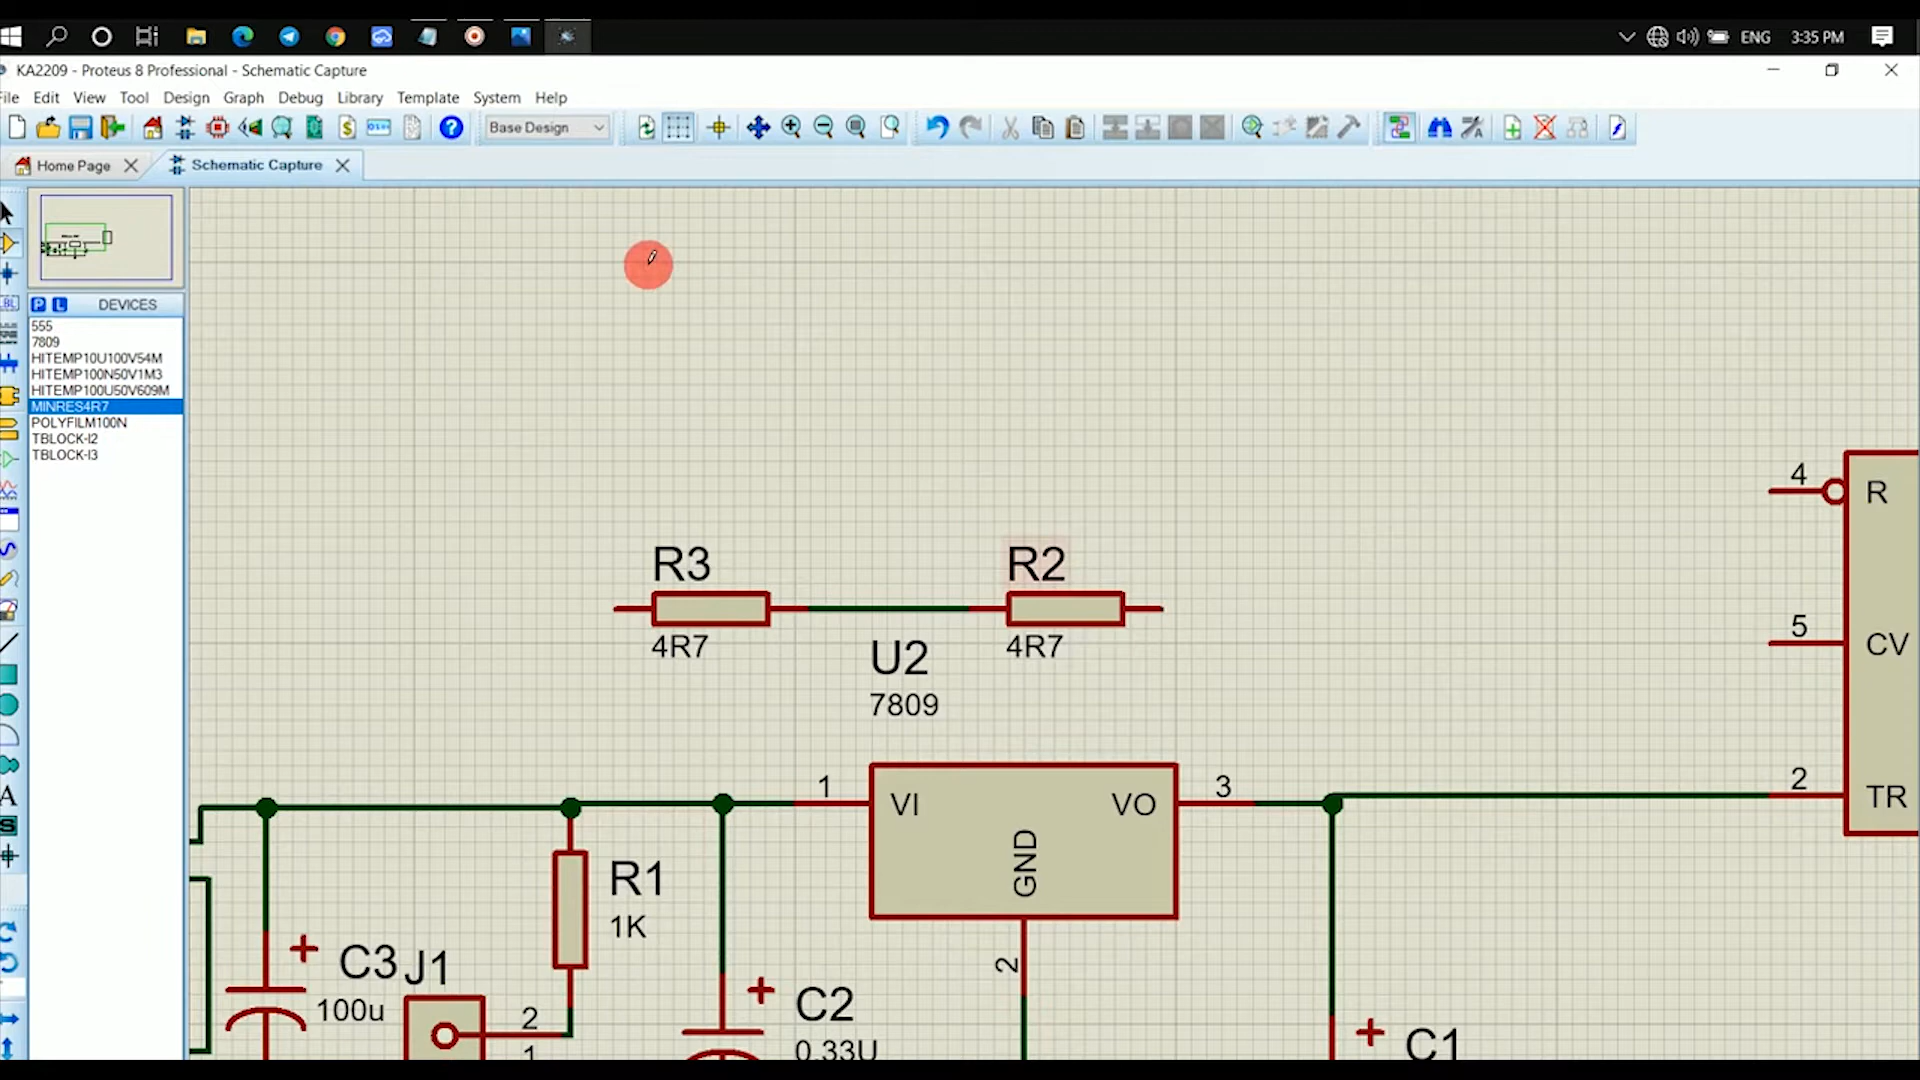 ENG 3:35 PM
KA2209 - Proteus 8 Professional - Schematic Capture
File Edit View Tool Design Graph Debug Library Template System Help
Base Design
Home Page Schematic Capture
P L DEVICES
555
7809
HITEMP10U100V54M
HITEMP100N50V1M3
HITEMP100U50V609M
MINRES4R7
POLYFILM100N
TBLOCK-I2
TBLOCK-I3
4 R
R3 R2
4R7 4R7
5 CV
U2
7809
2 TR
1 VI VO 3
GND
2
R1
1K
C3
100u
J1
2
1
C2
0.33U
C1